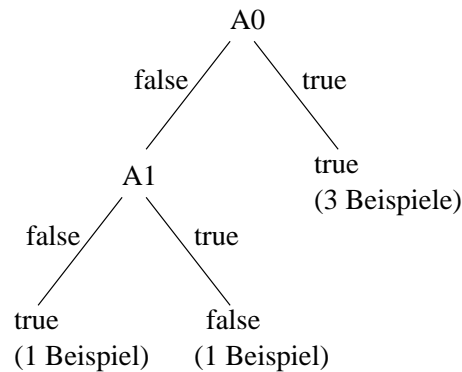 A0
false
true
A1
true
(3 Beispiele)
false
true
true
(1 Beispiel)
false
(1 Beispiel)